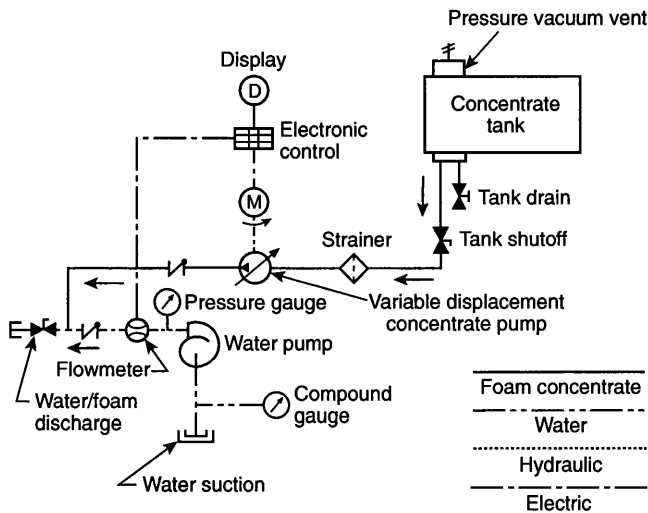 Pressure vacuum vent
Display
D
Concentrate
tank
Electronic
control
M
Tank drain
Strainer
Tank shutoff
Pressure gauge
Variable displacement
concentrate pump
Water pump
Flowmeter
Water/foam
discharge
Compound
gauge
Water suction
Foam concentrate
Water
Hydraulic
Electric